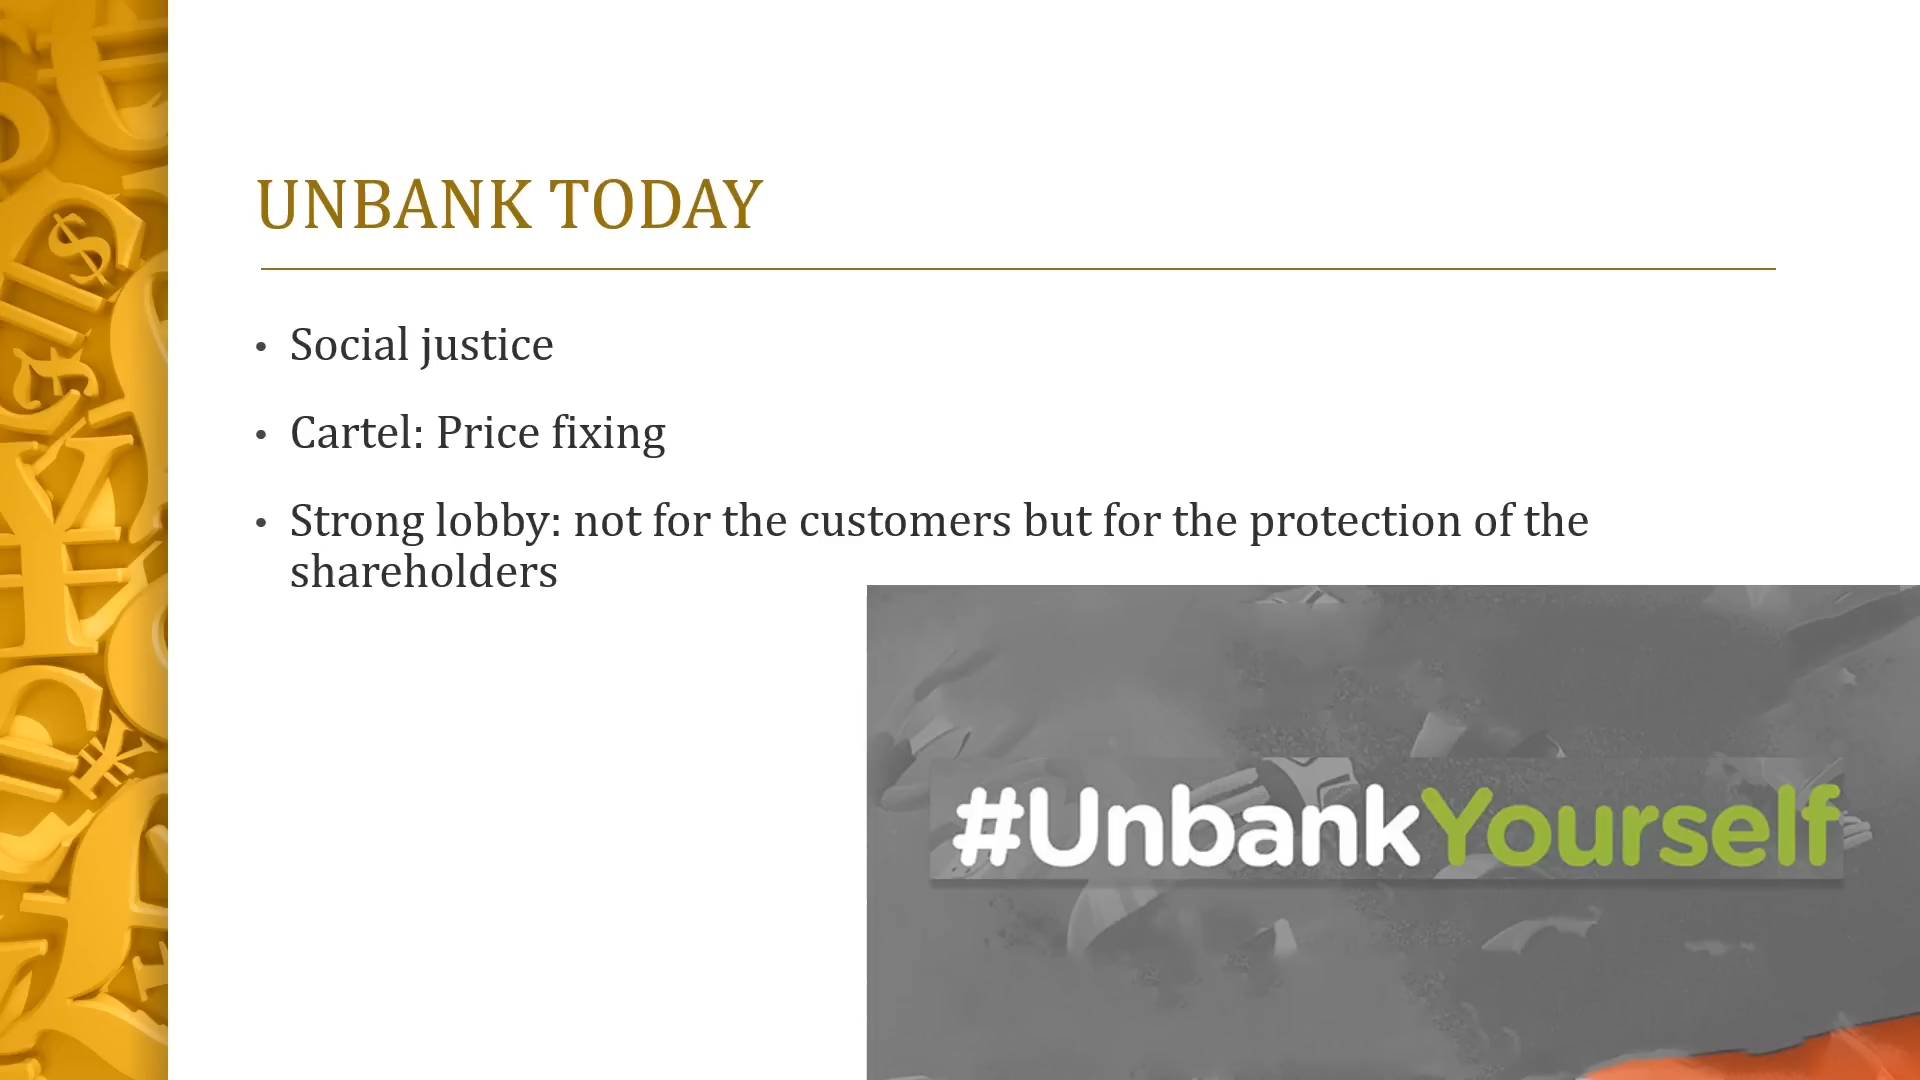 UNBANK TODAY
• Social justice
• Cartel: Price fixing
• Strong lobby: not for the customers but for the protection of the
shareholders
#UnbankYourself